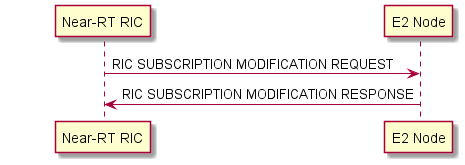 Near-RT RIC
E2 Node
RIC SUBSCRIPTION MODIFICATION REQUEST
RIC SUBSCRIPTION MODIFICATION RESPONSE
Near-RT RIC
E2 Node